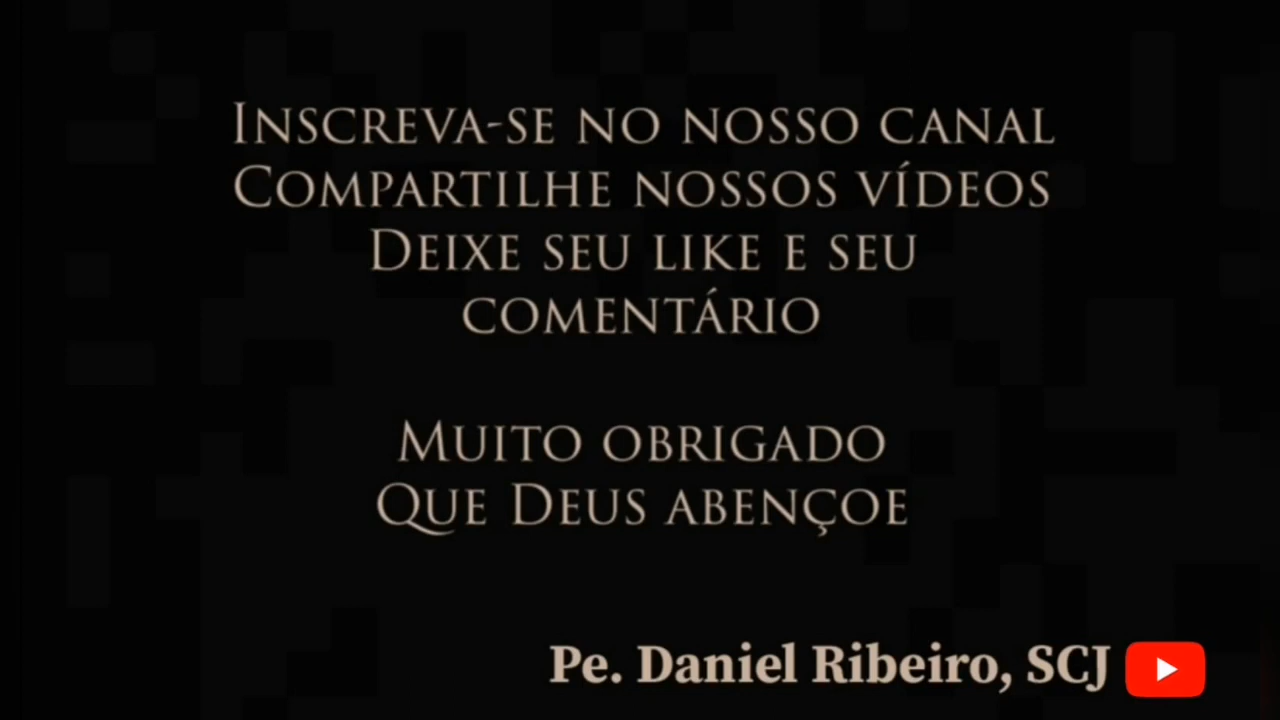 Inscreva-se no nosso canal
Compartilhe nossos vídeos
Deixe seu like e seu
comentário
Muito obrigado
Que Deus abençoe
Pe. Daniel Ribeiro, SCJ